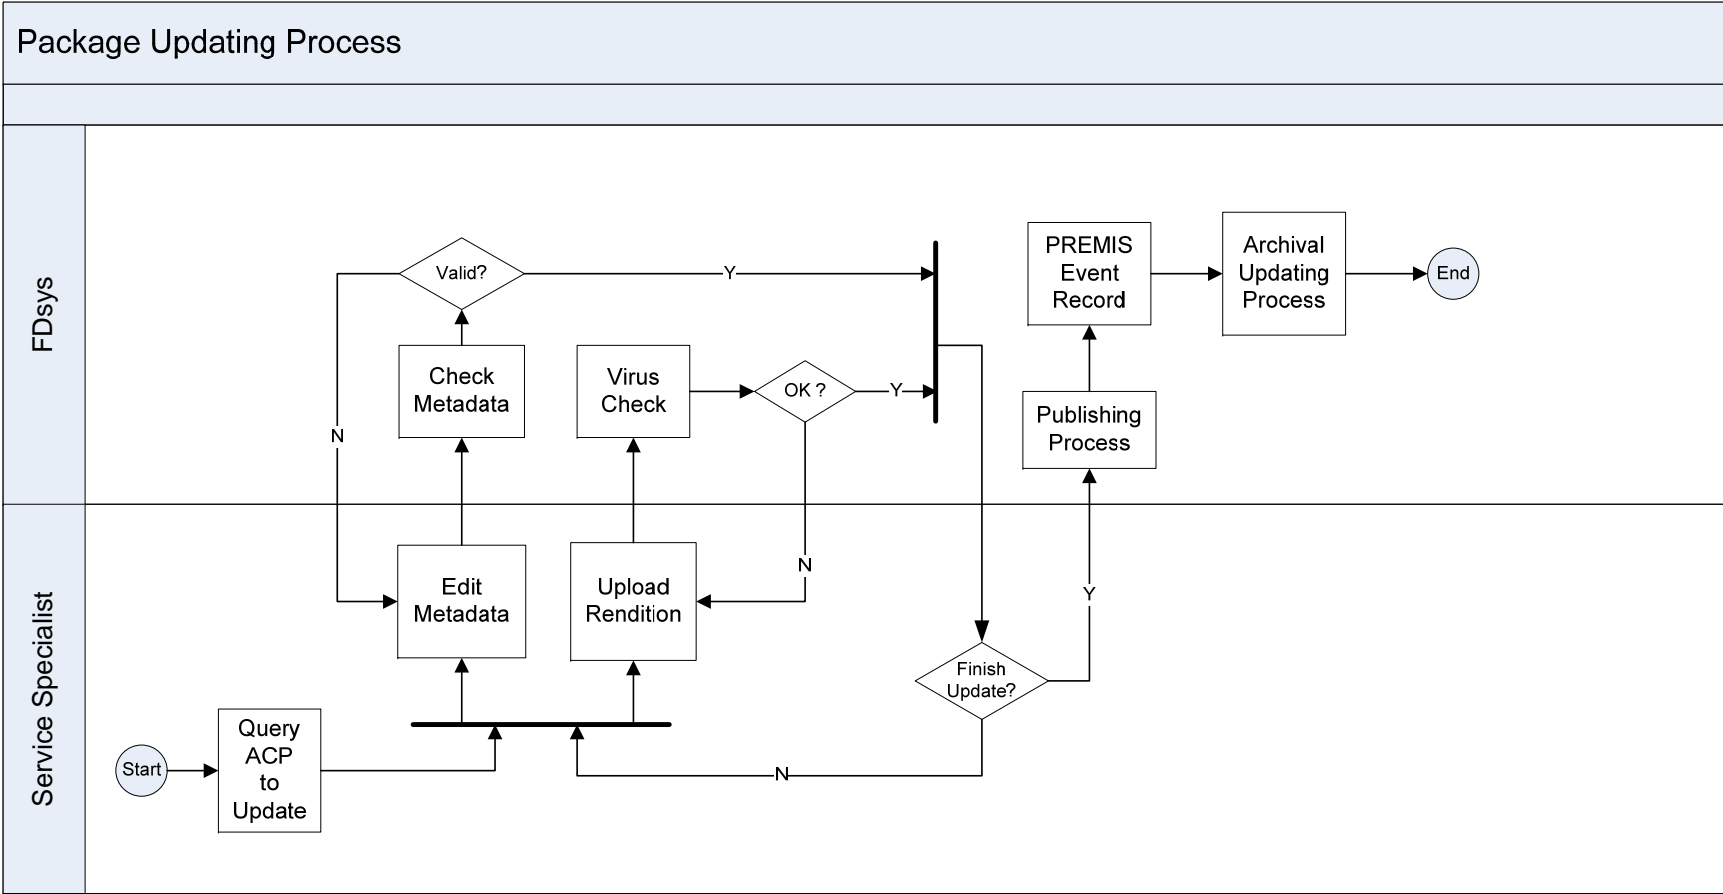 Package Updating Process
FDsys
Valid?
Y
PREMIS
Event
Record
Archival
Updating
Process
End
Check
Metadata
Virus
Check
OK ?
Y
N
Publishing
Process
Service Specialist
Edit
Metadata
Upload
Rendition
N
Y
Finish
Update?
Start
Query
ACP
to
Update
N